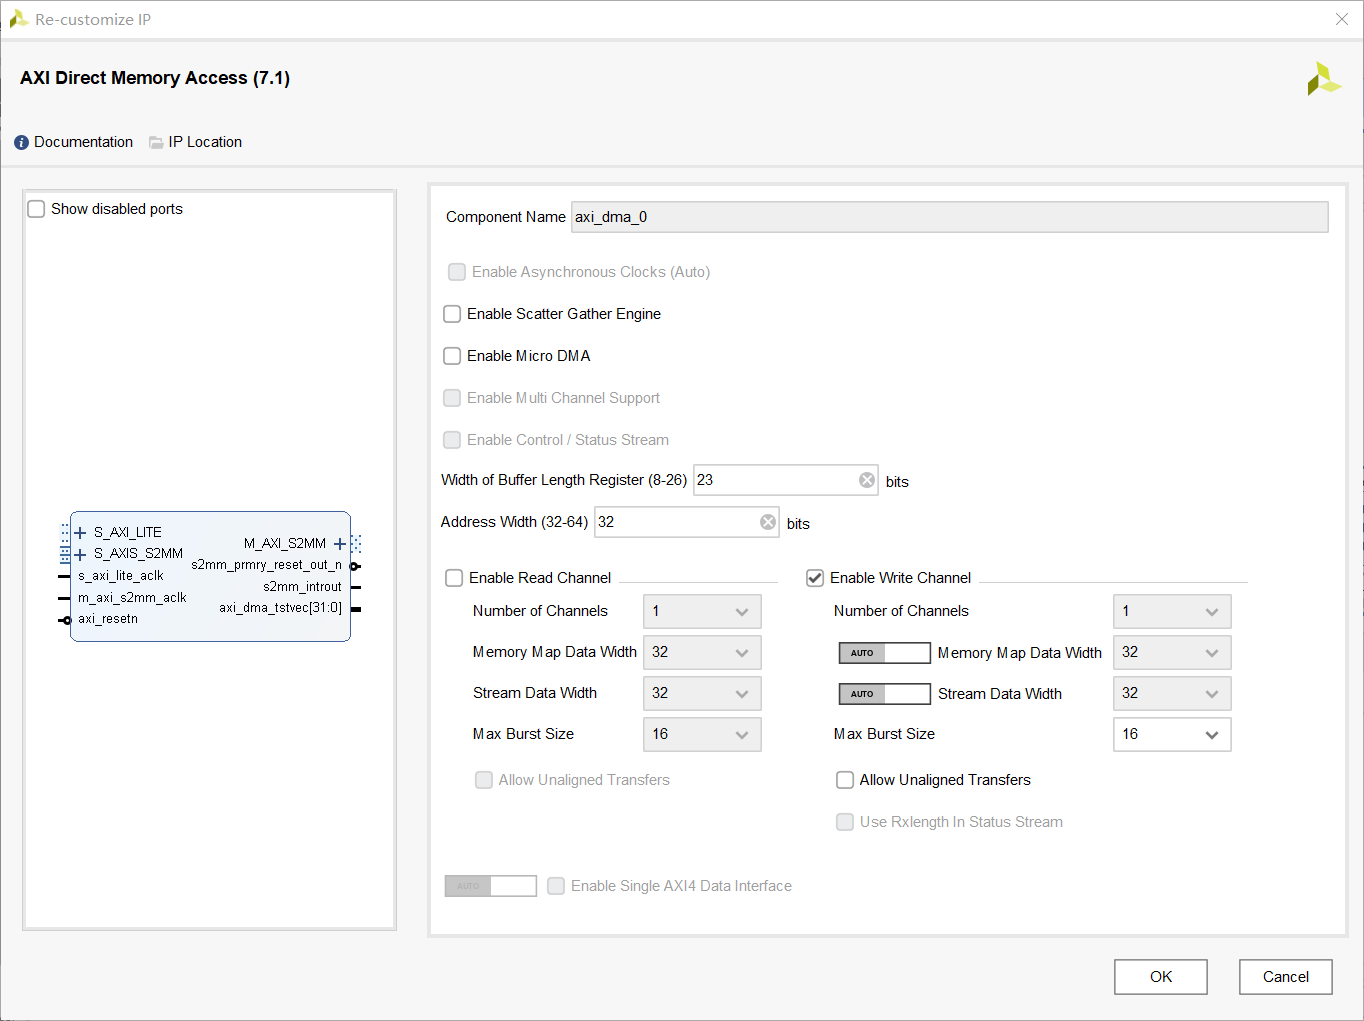 Re-customize IP
AXI Direct Memory Access (7.1)
Documentation IP Location
Show disabled ports
S_AXI_LITE
S_AXIS_S2MM
s_axi_lite_aclk
m_axi_s2mm_aclk
axi_resetn
M_AXI_S2MM
s2mm_prmry_reset_out_n
s2mm_introut
axi_dma_tstvec[31:0]
Component Name axi_dma_0
Enable Asynchronous Clocks (Auto)
Enable Scatter Gather Engine
Enable Micro DMA
Enable Multi Channel Support
Enable Control / Status Stream
Width of Buffer Length Register (8-26) 23 bits
Address Width (32-64) 32 bits
Enable Read Channel
Number of Channels 1
Memory Map Data Width 32
Stream Data Width 32
Max Burst Size 16
Allow Unaligned Transfers
Enable Write Channel
Number of Channels 1
AUTO Memory Map Data Width 32
AUTO Stream Data Width 32
Max Burst Size 16
Allow Unaligned Transfers
Use Rxlength In Status Stream
AUTO Enable Single AXI4 Data Interface
OK Cancel